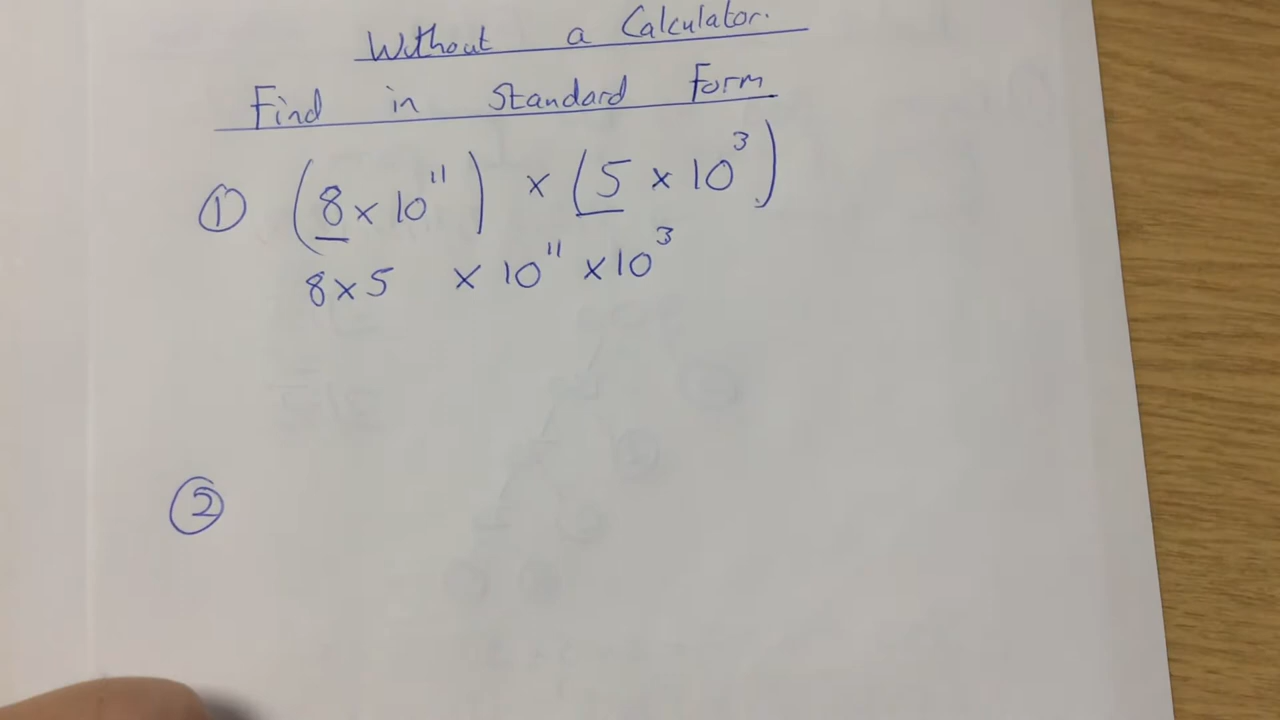 Without a Calculator.
Find in Standard Form
① (8 × 10¹¹) × (5 × 10³)
8 × 5 × 10¹¹ × 10³
②